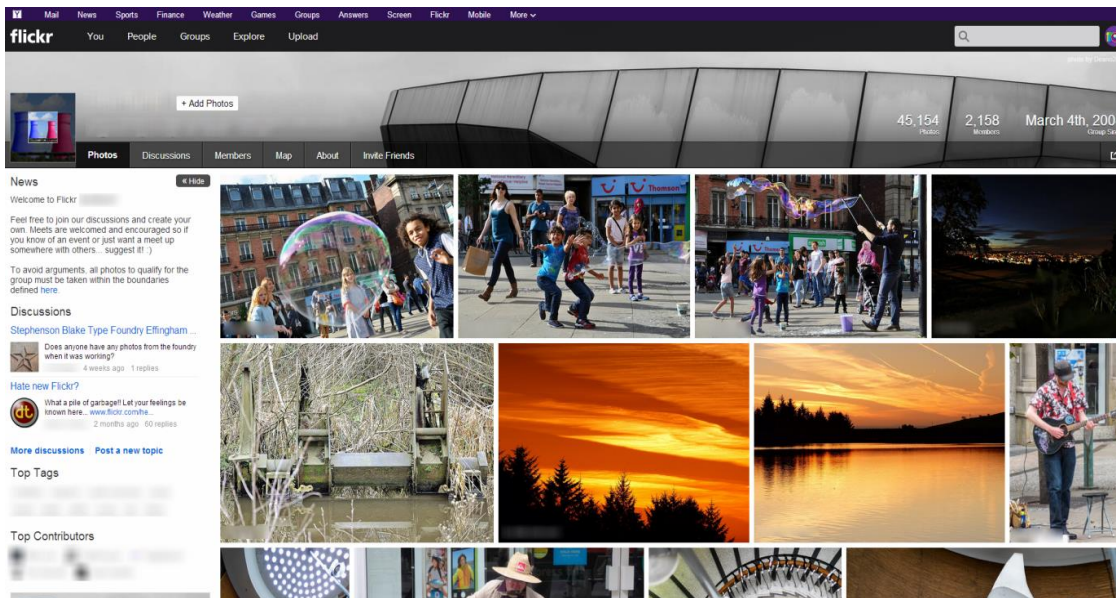 Y Mail News Sports Finance Weather Games Groups Answers Screen Flickr Mobile More
flickr You People Groups Explore Upload
+ Add Photos
45,154 2,158 March 4th, 200
Photos Members Group Sin
Photos Discussions Members Map About Invite Friends
News « Hide
Welcome to Flickr
Feel free to join our discussions and create your
own. Meets are welcomed and encouraged so if
you know of an event or just want a meet up
somewhere with others... suggest it! :)
To avoid arguments, all photos to qualify for the
group must be taken within the boundaries
defined here.
Discussions
Stephenson Blake Type Foundry Effingham ...
Does anyone have any photos from the foundry
when it was working?
4 weeks ago 1 replies
Hate new Flickr?
dt
What a pile of garbage!! Let your feelings be
known here... www.flickr.com/he...
2 months ago 60 replies
More discussions Post a new topic
Top Tags
Top Contributors
Thomson